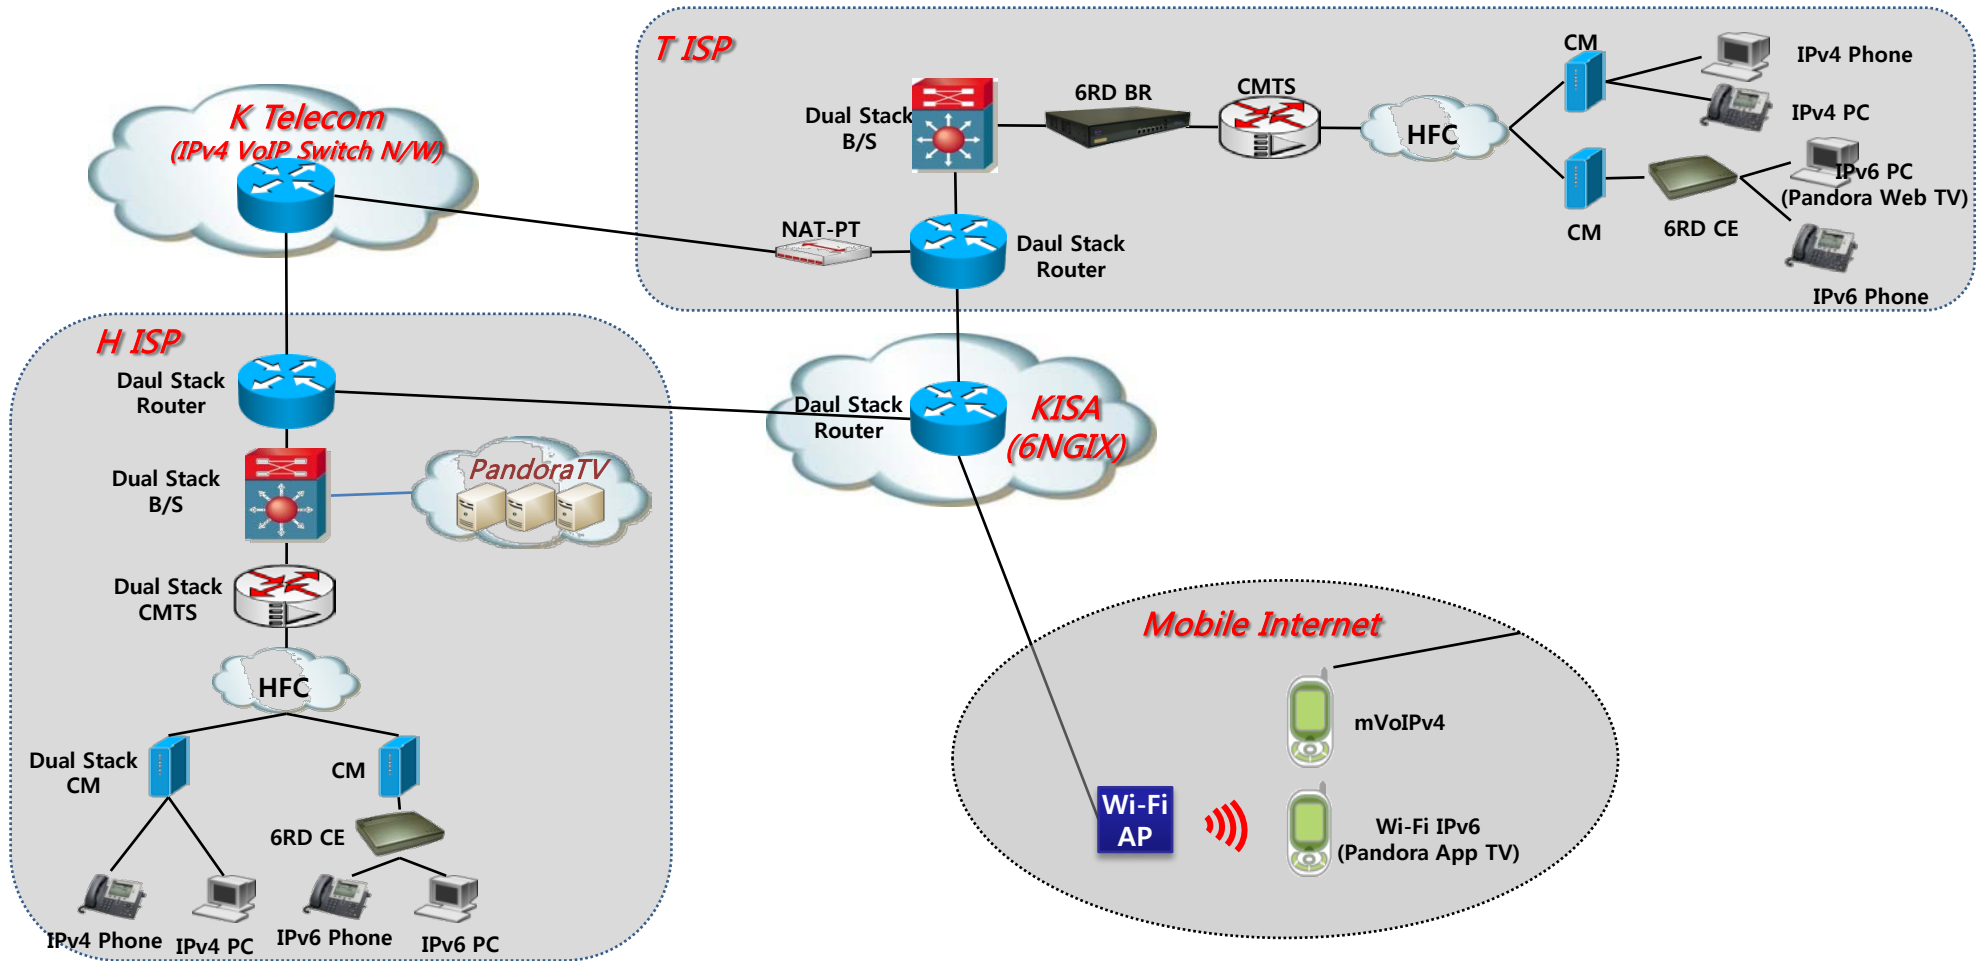 T ISP
CM
IPv4 Phone
6RD BR
CMTS
Dual Stack
B/S
IPv4 PC
HFC
IPv6 PC
(Pandora Web TV)
CM
6RD CE
IPv6 Phone
NAT-PT
Daul Stack
Router
K Telecom
(IPv4 VoIP Switch N/W)
H ISP
Daul Stack
Router
Dual Stack
B/S
PandoraTV
Dual Stack
CMTS
HFC
Dual Stack
CM
CM
6RD CE
IPv4 Phone
IPv4 PC
IPv6 Phone
IPv6 PC
Daul Stack
Router
KISA
(6NGIX)
Mobile Internet
mVoIPv4
Wi-Fi
AP
Wi-Fi IPv6
(Pandora App TV)